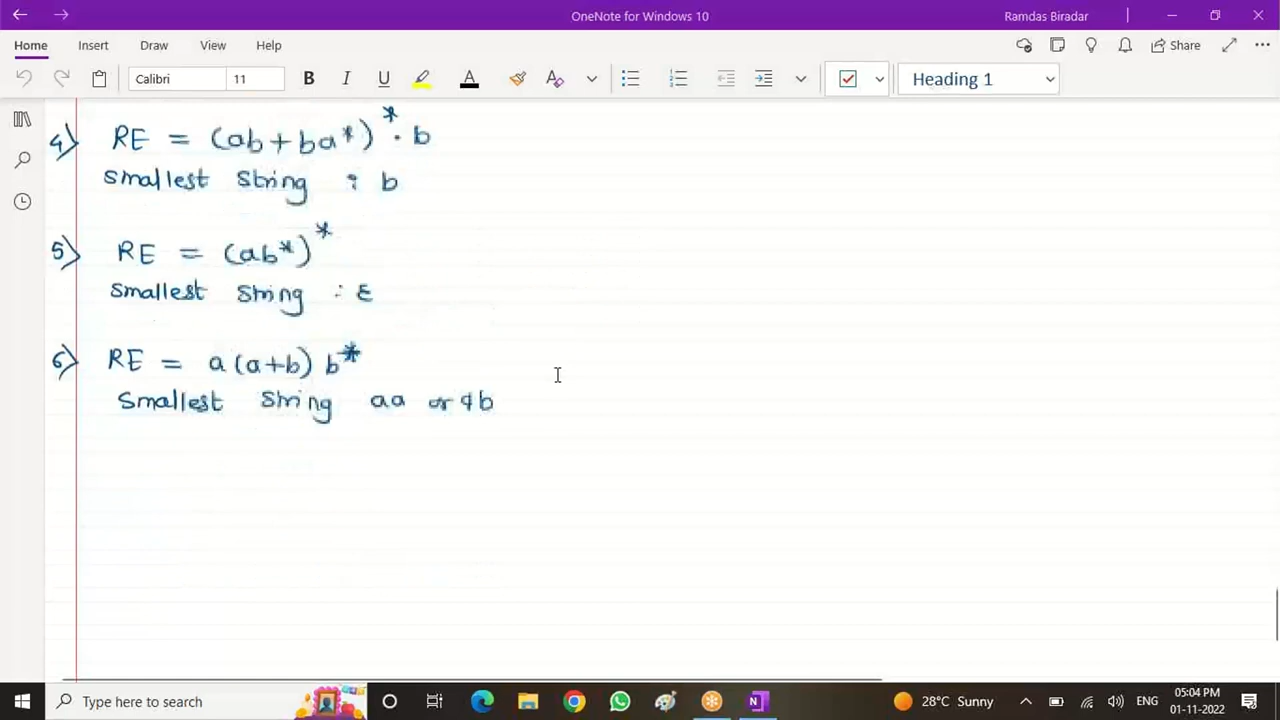 OneNote for Windows 10
Ramdas Biradar
Home Insert Draw View Help
Share
Calibri 11 B I U A Heading 1
4) RE = (ab + ba*)* . b
Smallest String : b
5) RE = (ab*)*
Smallest String : ε
6) RE = a (a+b) b*
Smallest String aa or ab
Type here to search
28°C Sunny
ENG
05:04 PM
01-11-2022